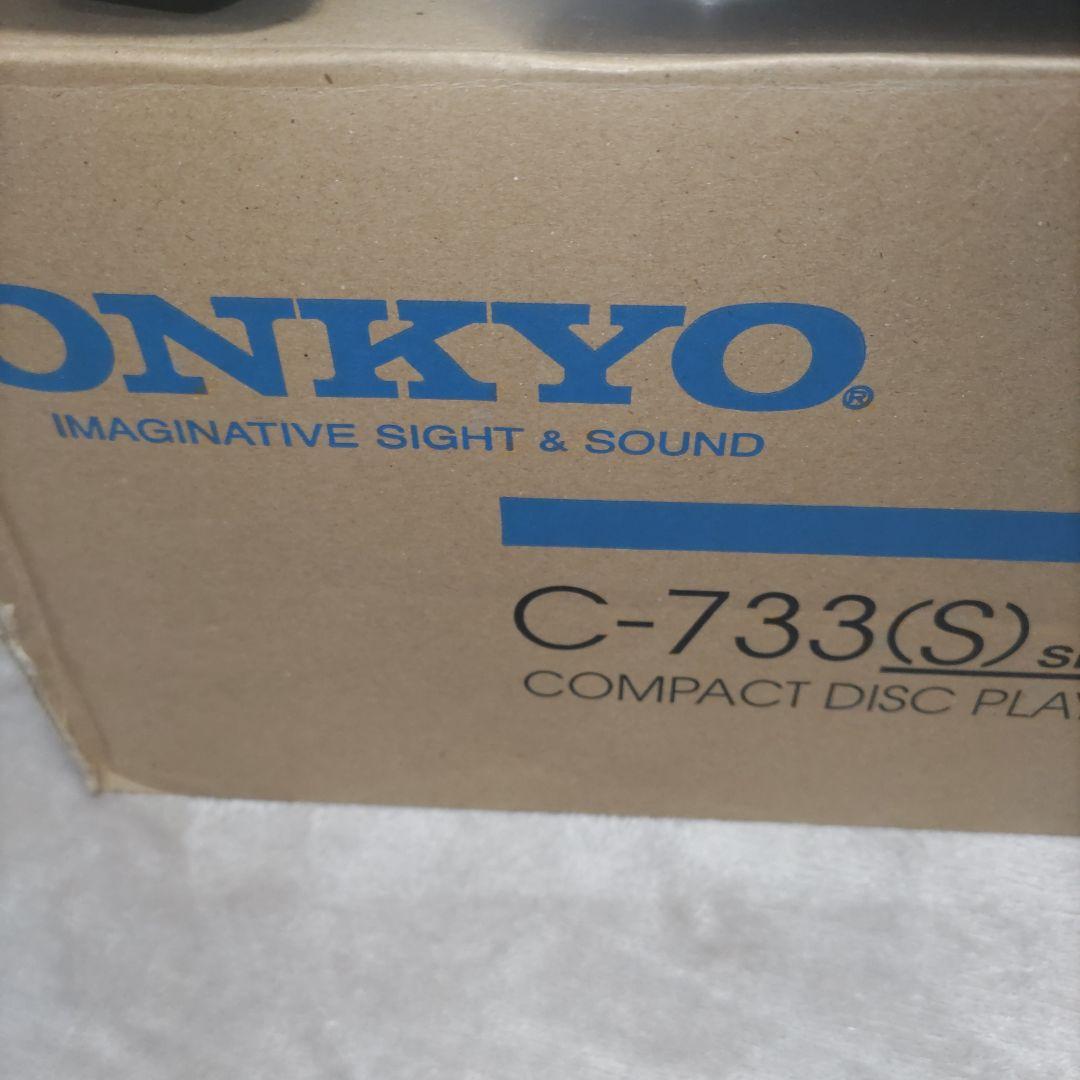 ONKYO®
IMAGINATIVE SIGHT & SOUND
C-733(S)
COMPACT DISC